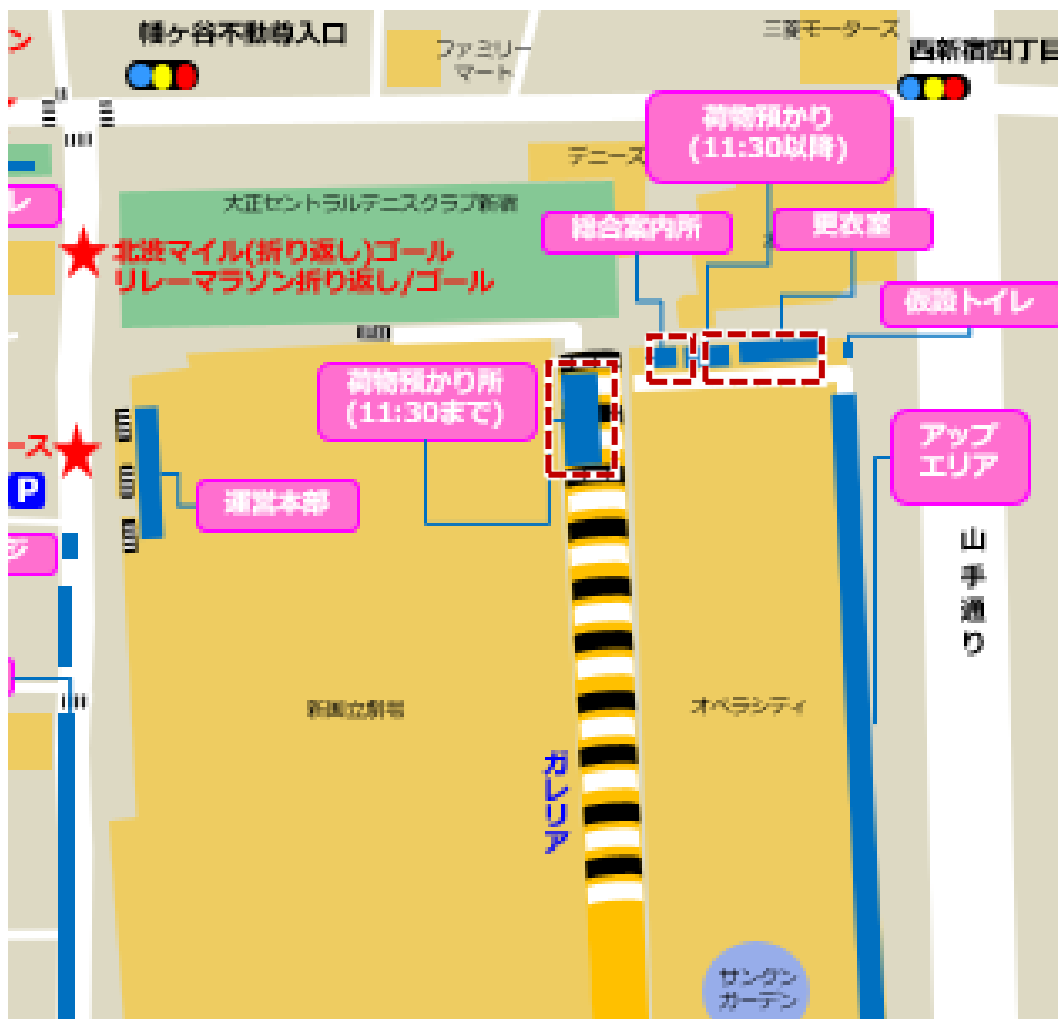 ン
幡ヶ谷不動尊入口
ファミリー
マート
三菱モーターズ
西新宿四丁目
荷物預かり
(11:30以降)
デニーズ
レ
大正セントラルテニスクラブ新宿
総合案内所
更衣室
北渋マイル(折り返し)ゴール
リレーマラソン折り返し/ゴール
仮設トイレ
荷物預かり所
(11:30まで)
ース
アップ
エリア
P
運営本部
ジ
山手通り
新国立劇場
オペラシティ
ガレリア
サンクン
ガーデン